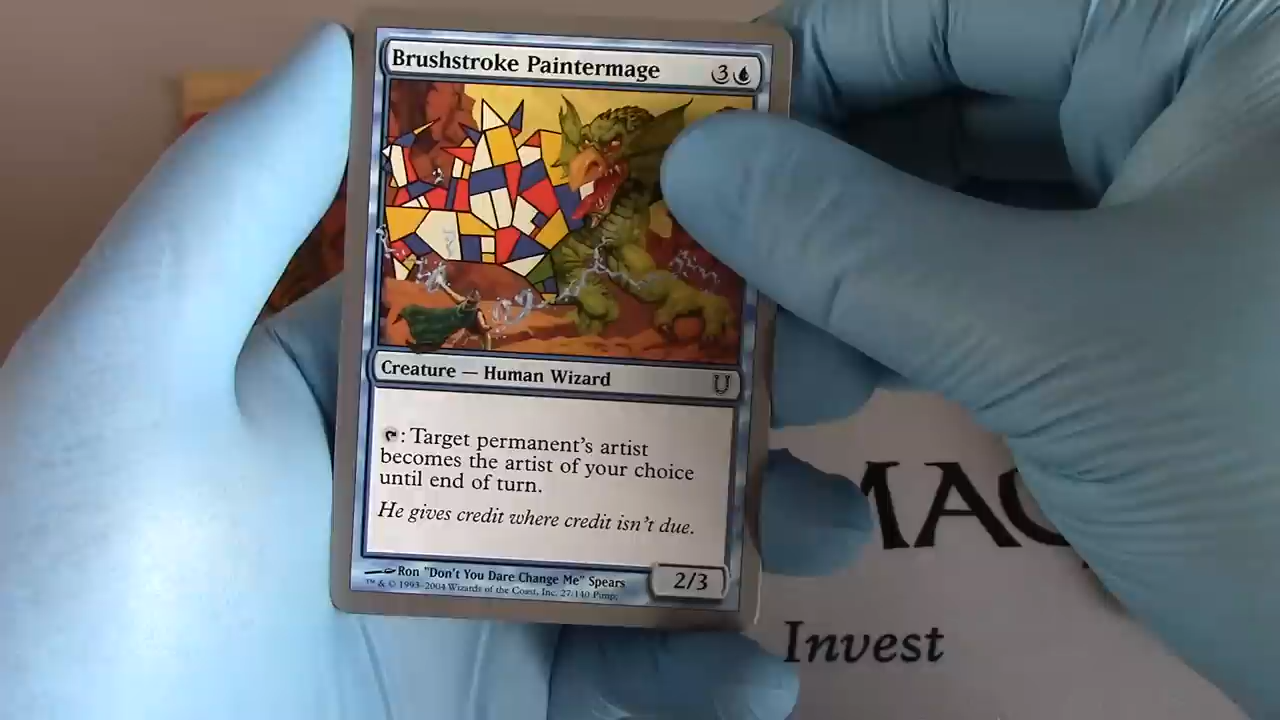 Brushstroke Paintermage 3
Creature — Human Wizard
: Target permanent's artist
becomes the artist of your choice
until end of turn.
He gives credit where credit isn't due.
Ron "Don't You Dare Change Me" Spears
™ & © 1993–2004 Wizards of the Coast, Inc. 27/140 Pimp;
2/3
Invest